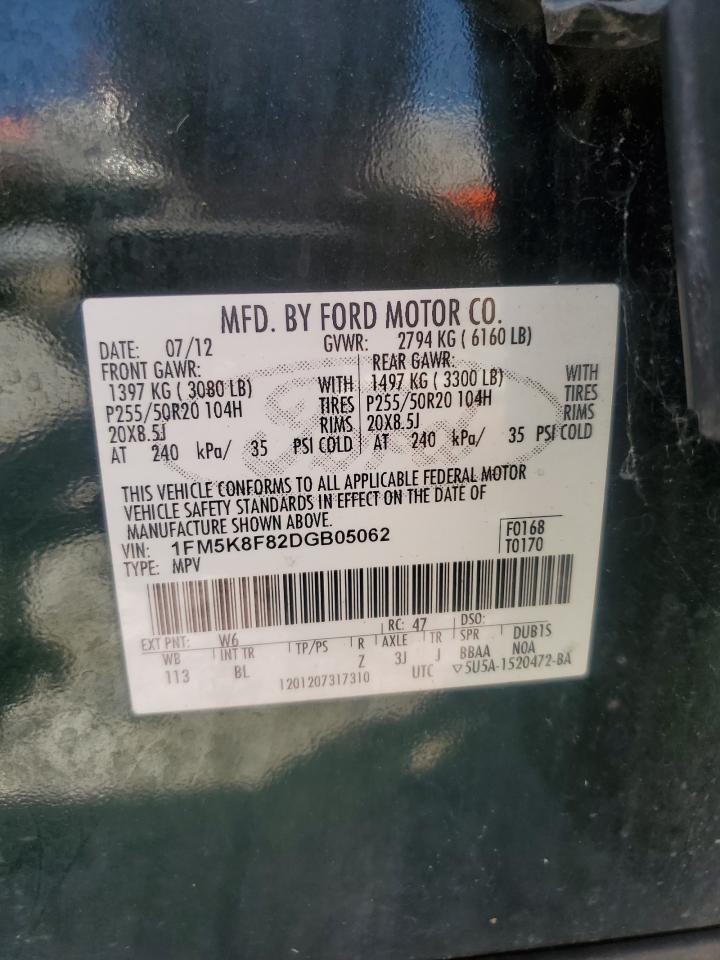 MFD. BY FORD MOTOR CO.
DATE: 07/12 GVWR: 2794 KG ( 6160 LB)
FRONT GAWR: REAR GAWR:
1397 KG ( 3080 LB) WITH 1497 KG ( 3300 LB) WITH
P255/50R20 104H TIRES P255/50R20 104H TIRES
20X8.5J RIMS 20X8.5J RIMS
AT 240 kPa/ 35 PSI COLD AT 240 kPa/ 35 PSI COLD
THIS VEHICLE CONFORMS TO ALL APPLICABLE FEDERAL MOTOR
VEHICLE SAFETY STANDARDS IN EFFECT ON THE DATE OF
MANUFACTURE SHOWN ABOVE.
VIN: 1FM5K8F82DGB05062 F0168
TYPE: MPV T0170
EXT PNT: W6 RC: 47 DSO:
WB INT TR TP/PS R AXLE TR SPR DUB1S
113 BL Z 3J J BBAA NOA
1201207317310 UTC ▽5U5A-1520472-BA